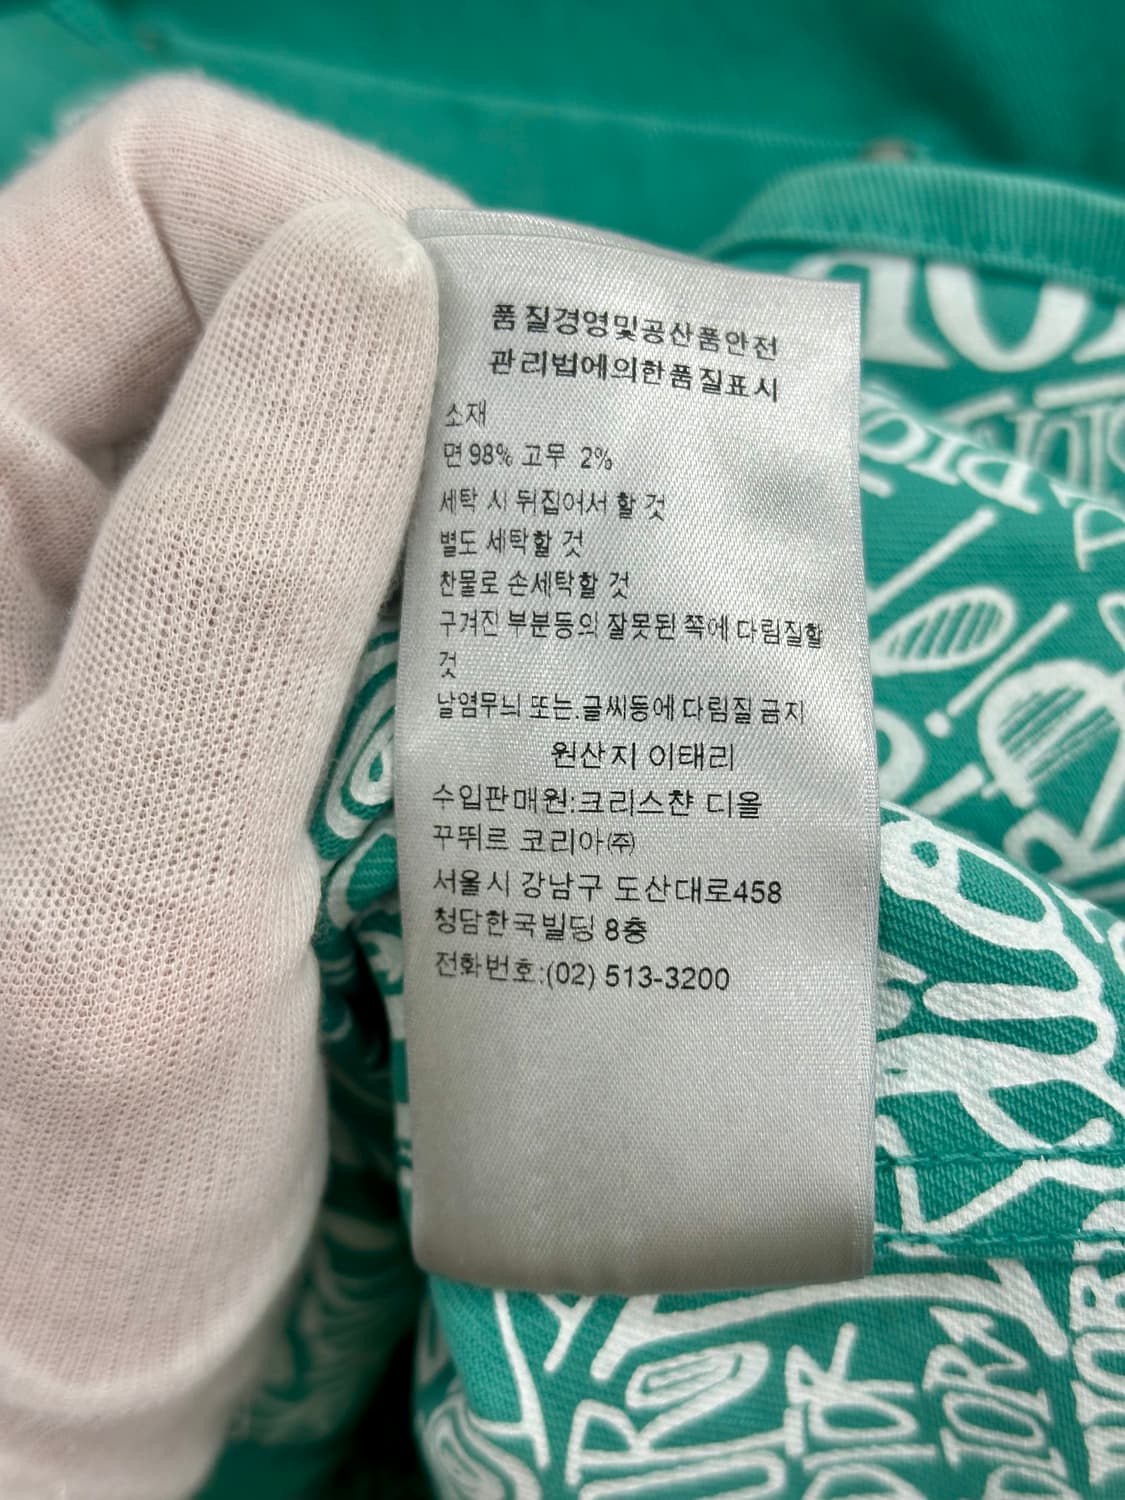 품질경영및공산품안전
관리법에의한품질표시
소재
면 98% 고무 2%
세탁 시 뒤집어서 할 것
별도 세탁할 것
찬물로 손세탁할 것
구겨진 부분등의 잘못된 쪽에 다림질할
것
날염무늬 또는.글씨등에 다림질 금지
원산지 이태리
수입판매원:크리스챤 디올
꾸뛰르 코리아㈜
서울시 강남구 도산대로458
청담한국빌딩 8층
전화번호:(02) 513-3200
DIOR
DIOR